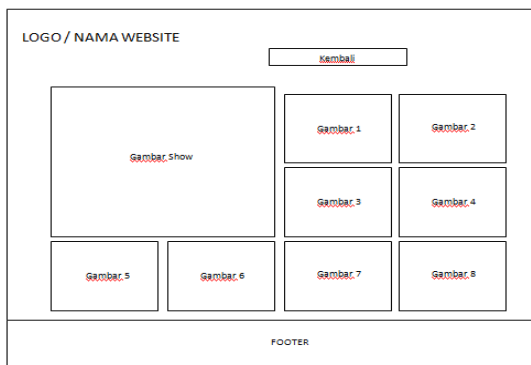 LOGO / NAMA WEBSITE
Kembali
Gambar Show
Gambar 1
Gambar 2
Gambar 3
Gambar 4
Gambar 5
Gambar 6
Gambar 7
Gambar 8
FOOTER